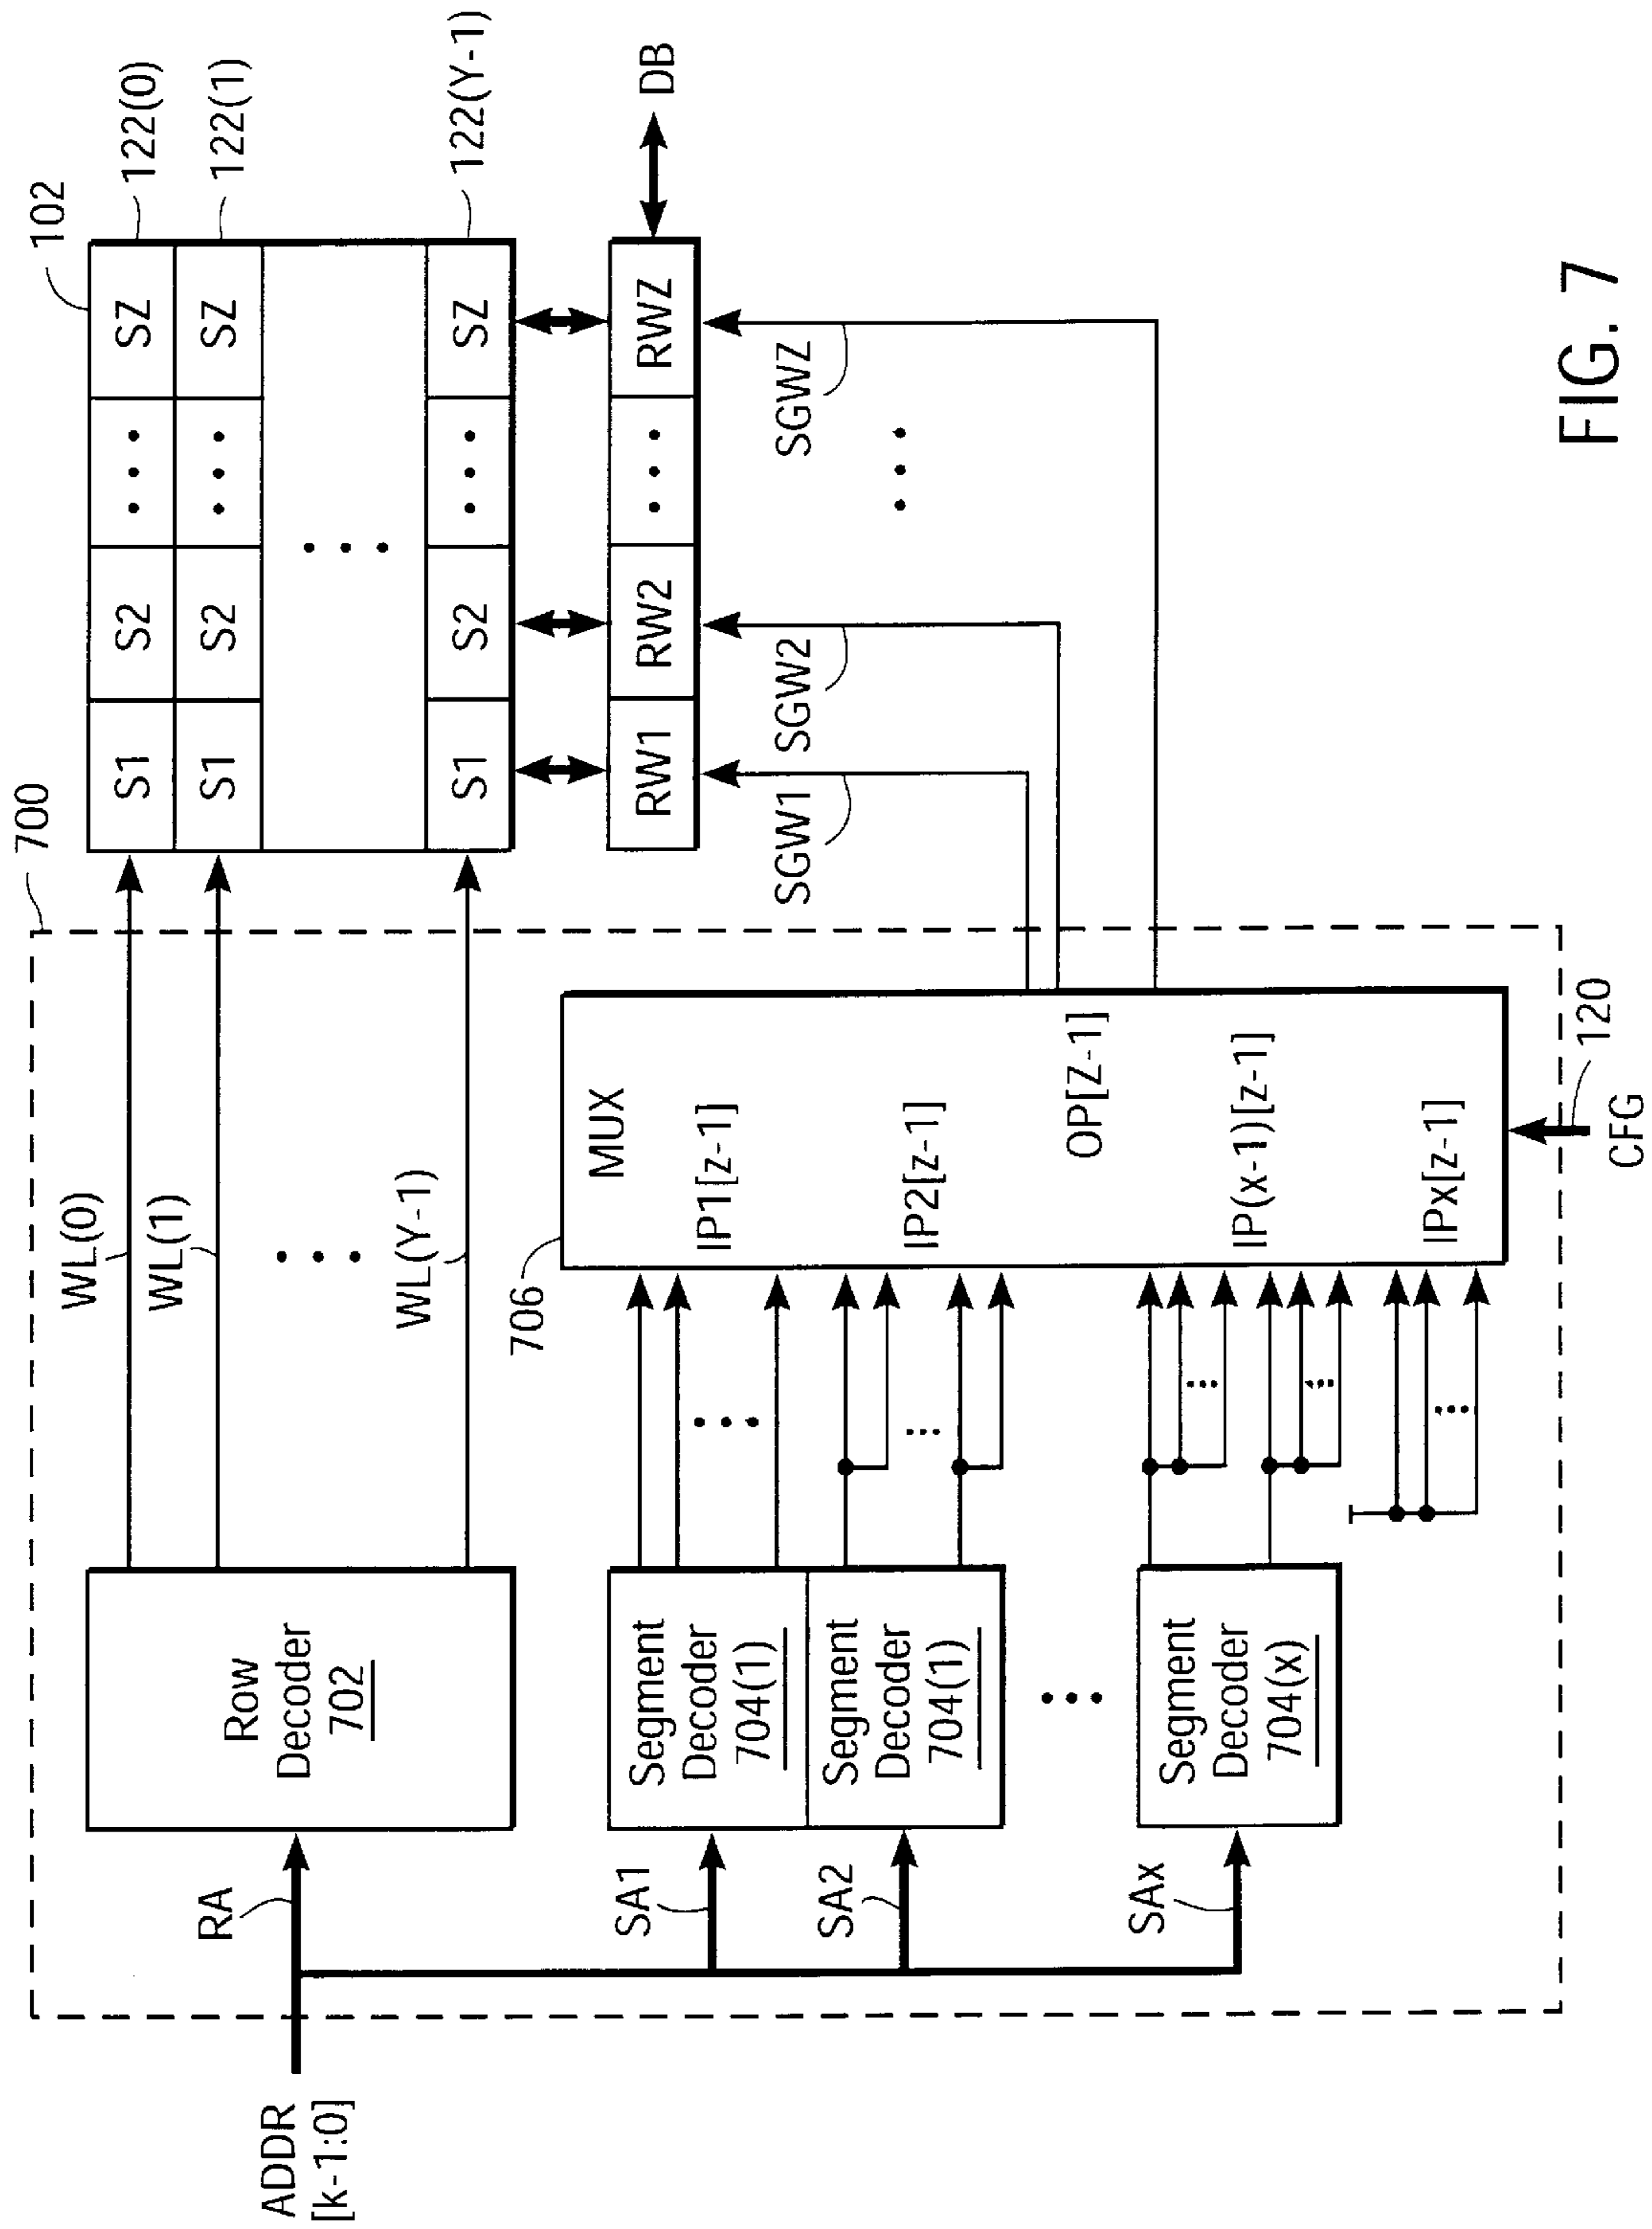 700
102
WL(0)
S1
S2
•••
SZ
122(0)
WL(1)
S1
S2
•••
SZ
122(1)
Row
Decoder
702
•••
•••
ADDR
[k-1:0]
RA
WL(Y-1)
S1
S2
•••
SZ
122(Y-1)
706
MUX
RW1
RW2
•••
RWZ
DB
SA1
Segment
Decoder
704(1)
•••
IP1[z-1]
SGW1
SGW2
SGWZ
SA2
Segment
Decoder
704(1)
•••
IP2[z-1]
•••
•••
OP[Z-1]
SAx
Segment
Decoder
704(x)
•••
•••
IP(x-1)[z-1]
•••
IPx[z-1]
120
CFG
FIG. 7